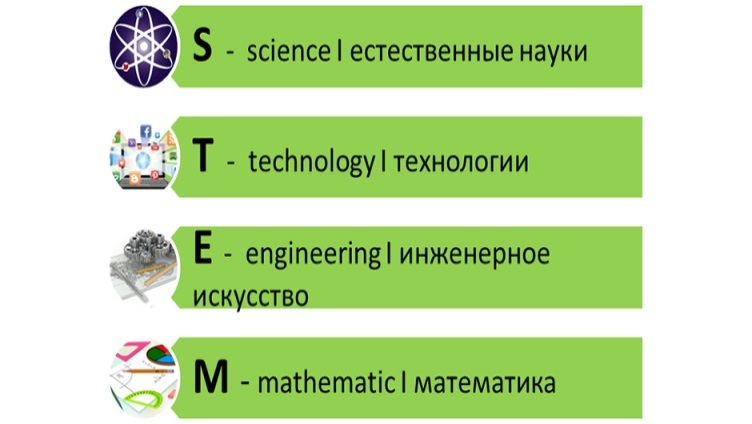 S - science I естественные науки
T - technology I технологии
E - engineering I инженерное
искусство
M - mathematic I математика